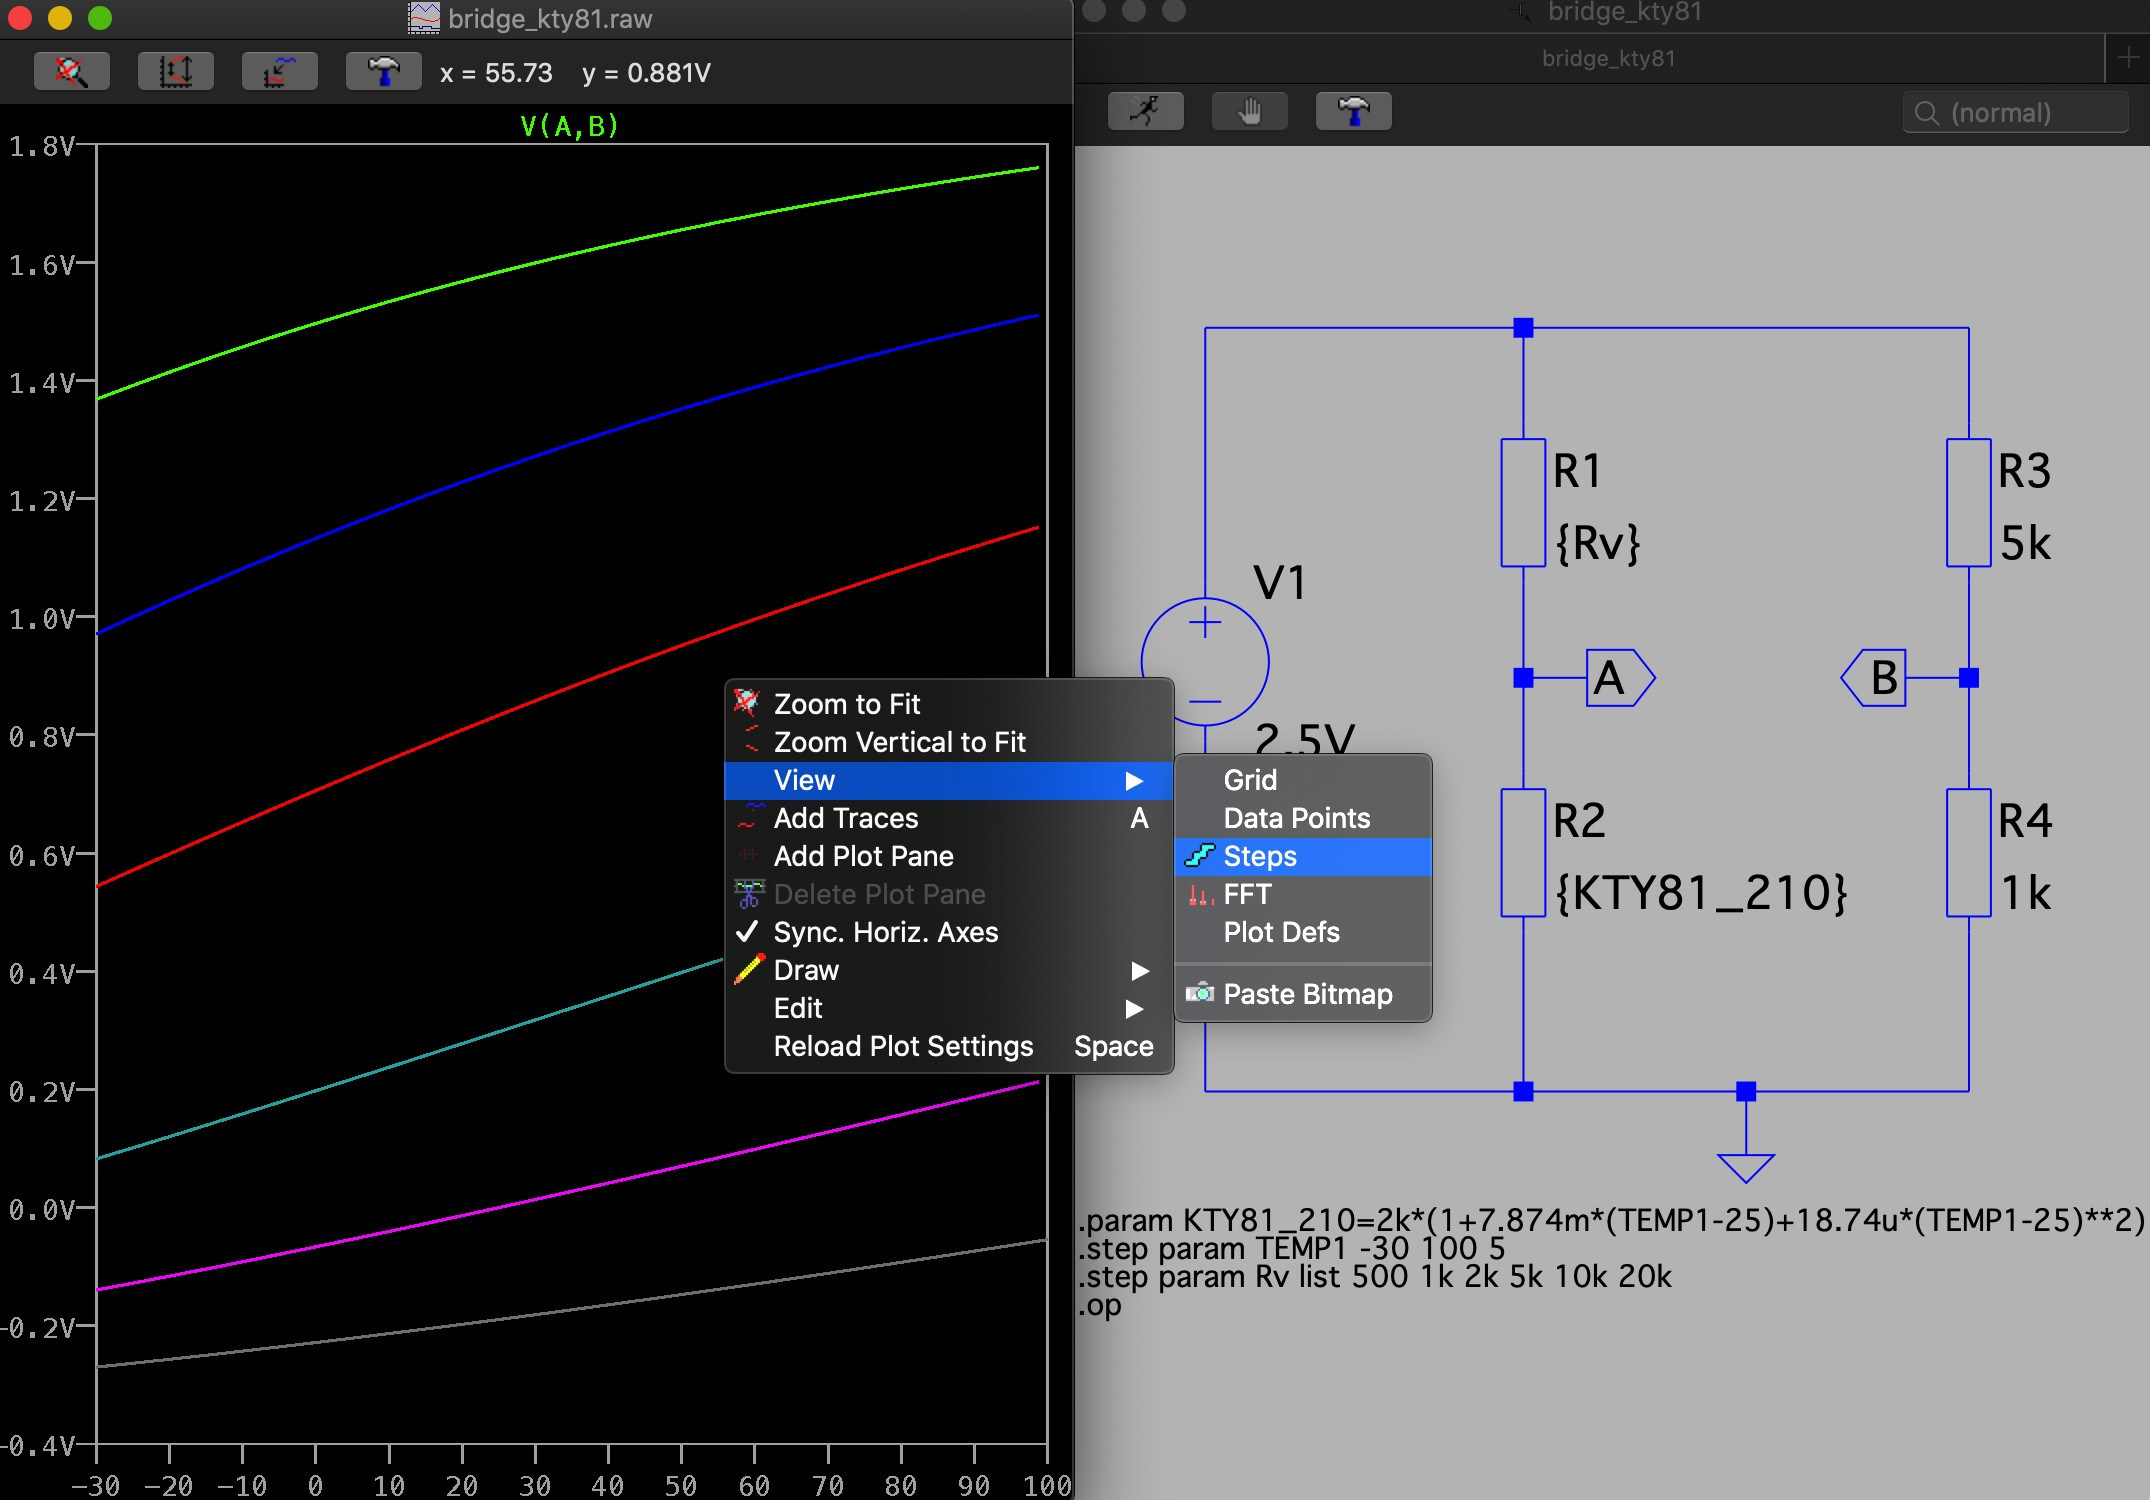 bridge_kty81.raw
x = 55.73 y = 0.881V
V(A,B)
1.8V
1.6V
1.4V
1.2V
1.0V
0.8V
0.6V
0.4V
0.2V
0.0V
-0.2V
-0.4V
-30 -20 -10 0 10 20 30 40 50 60 70 80 90 100
Zoom to Fit
Zoom Vertical to Fit
View
Add Traces A
Add Plot Pane
Delete Plot Pane
Sync. Horiz. Axes
Draw
Edit
Reload Plot Settings Space
Grid
Data Points
Steps
FFT
Plot Defs
Paste Bitmap
bridge_kty81
bridge_kty81
(normal)
V1
2.5V
R1
{Rv}
R3
5k
A
B
R2
{KTY81_210}
R4
1k
.param KTY81_210=2k*(1+7.874m*(TEMP1-25)+18.74u*(TEMP1-25)**2)
.step param TEMP1 -30 100 5
.step param Rv list 500 1k 2k 5k 10k 20k
.op